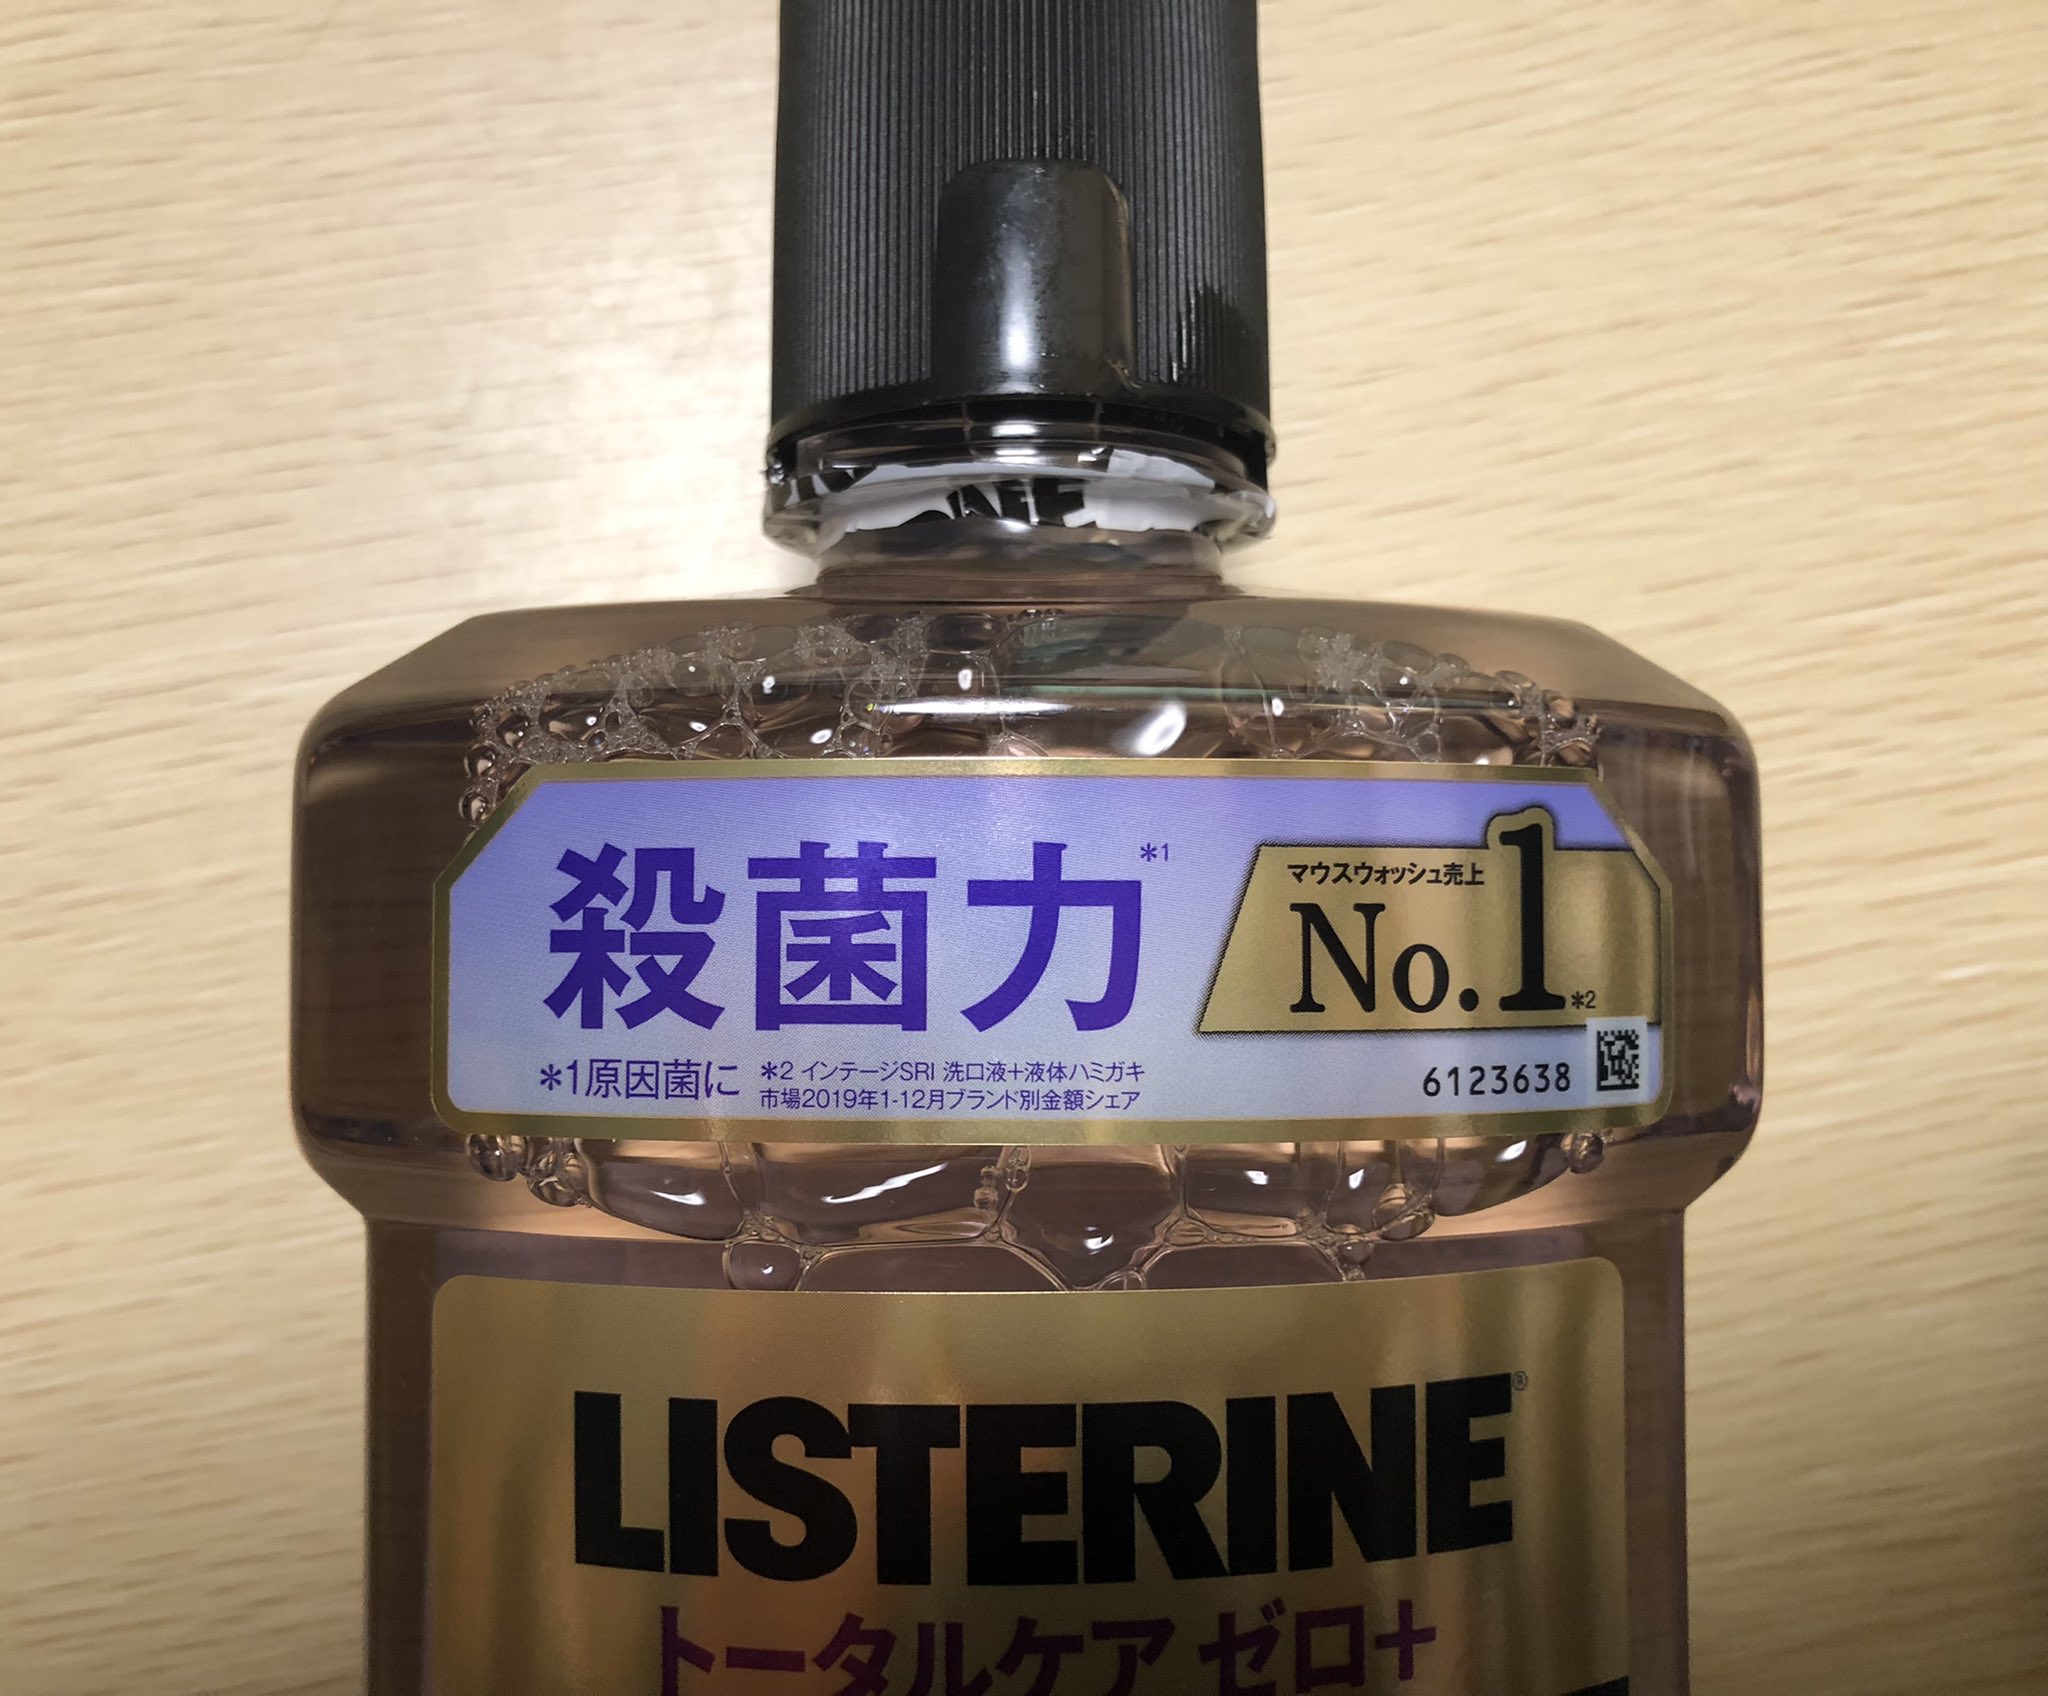 殺菌力*1
マウスウォッシュ売上
No.1*2
*1原因菌に
*2 インテージSRI 洗口液+液体ハミガキ
市場2019年1-12月ブランド別金額シェア
6123638
LISTERINE®
トータルケア ゼロ+